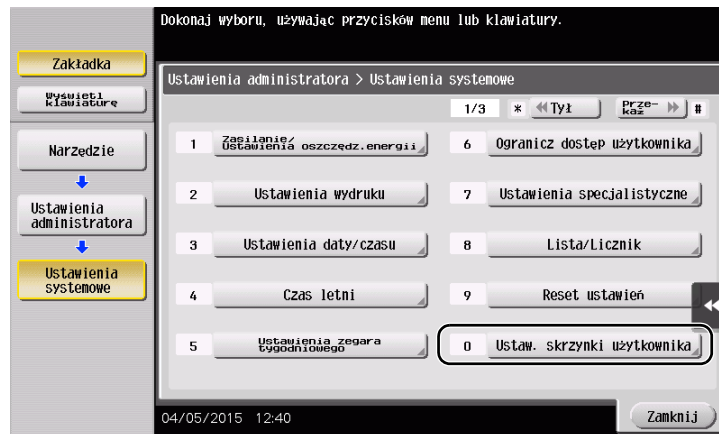 Dokonaj wyboru, używając przycisków menu lub klawiatury.
Zakładka
Wyświetl
klawiaturę
Narzędzie
Ustawienia
administratora
Ustawienia
systemowe
Ustawienia administratora > Ustawienia systemowe
1/3 * Tył Prze-
każ #
1 Zasilanie/
Ustawienia oszczędz.energii
2 Ustawienia wydruku
3 Ustawienia daty/czasu
4 Czas letni
5 Ustawienia zegara
tygodniowego
6 Ogranicz dostęp użytkownika
7 Ustawienia specjalistyczne
8 Lista/Licznik
9 Reset ustawień
0 Ustaw. skrzynki użytkownika
04/05/2015 12:40
Zamknij